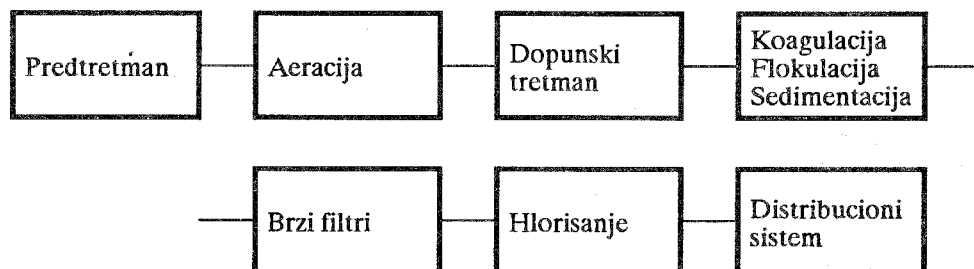 Predtretman
Aeracija
Dopunski
tretman
Koagulacija
Flokulacija
Sedimentacija
Brzi filtri
Hlorisanje
Distribucioni
sistem